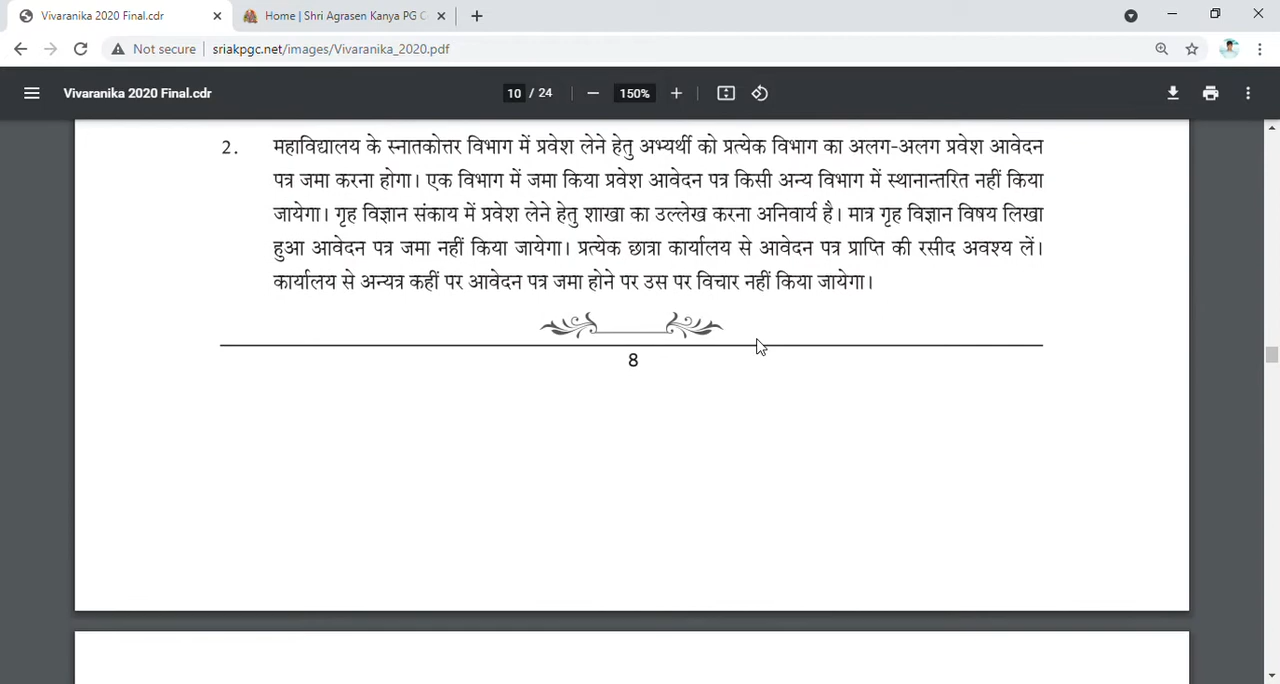 Vivaranika 2020 Final.cdr
Home | Shri Agrasen Kanya PG C
Not secure
sriakpgc.net/images/Vivaranika_2020.pdf
Vivaranika 2020 Final.cdr
10 / 24
150%
2. महाविद्यालय के स्नातकोत्तर विभाग में प्रवेश लेने हेतु अभ्यर्थी को प्रत्येक विभाग का अलग-अलग प्रवेश आवेदन
पत्र जमा करना होगा। एक विभाग में जमा किया प्रवेश आवेदन पत्र किसी अन्य विभाग में स्थानान्तरित नहीं किया
जायेगा। गृह विज्ञान संकाय में प्रवेश लेने हेतु शाखा का उल्लेख करना अनिवार्य है। मात्र गृह विज्ञान विषय लिखा
हुआ आवेदन पत्र जमा नहीं किया जायेगा। प्रत्येक छात्रा कार्यालय से आवेदन पत्र प्राप्ति की रसीद अवश्य लें।
कार्यालय से अन्यत्र कहीं पर आवेदन पत्र जमा होने पर उस पर विचार नहीं किया जायेगा।
8